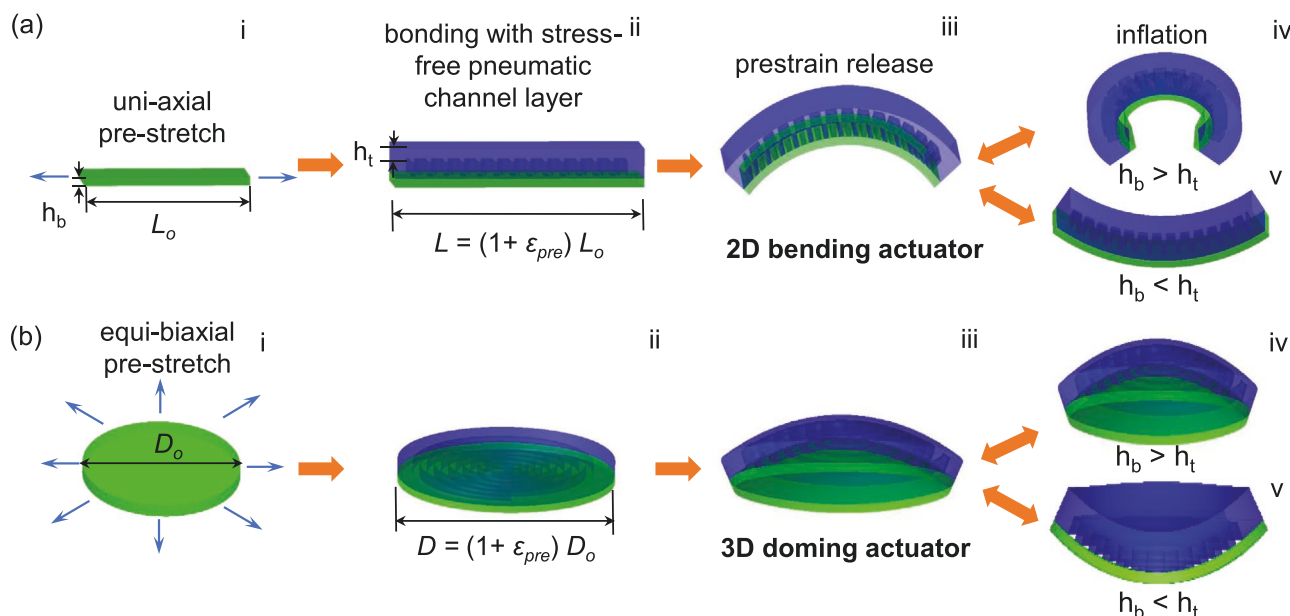 (a)
i
uni-axial
pre-stretch
h_b
L_o
ii
bonding with stress-
free pneumatic
channel layer
h_t
L = (1+ ε_pre) L_o
iii
prestrain release
2D bending actuator
iv
inflation
h_b > h_t
v
h_b < h_t
(b)
i
equi-biaxial
pre-stretch
D_o
ii
D = (1+ ε_pre) D_o
iii
3D doming actuator
iv
h_b > h_t
v
h_b < h_t